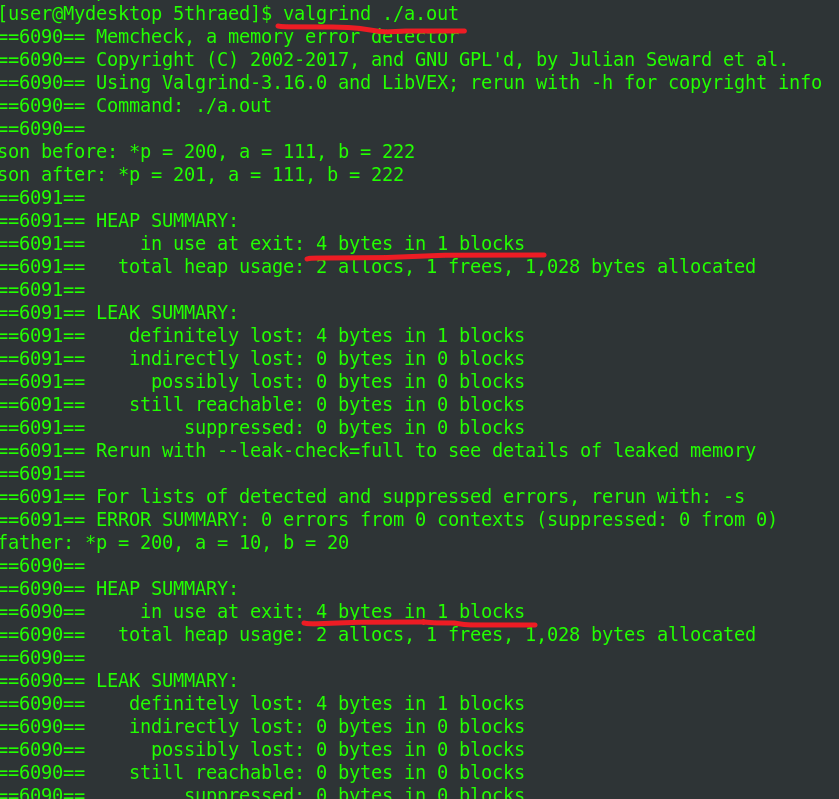 [user@Mydesktop 5thraed]$ valgrind ./a.out
==6090== Memcheck, a memory error detector
==6090== Copyright (C) 2002-2017, and GNU GPL'd, by Julian Seward et al.
==6090== Using Valgrind-3.16.0 and LibVEX; rerun with -h for copyright info
==6090== Command: ./a.out
==6090==
son before: *p = 200, a = 111, b = 222
son after: *p = 201, a = 111, b = 222
==6091==
==6091== HEAP SUMMARY:
==6091==     in use at exit: 4 bytes in 1 blocks
==6091==   total heap usage: 2 allocs, 1 frees, 1,028 bytes allocated
==6091==
==6091== LEAK SUMMARY:
==6091==    definitely lost: 4 bytes in 1 blocks
==6091==    indirectly lost: 0 bytes in 0 blocks
==6091==      possibly lost: 0 bytes in 0 blocks
==6091==    still reachable: 0 bytes in 0 blocks
==6091==         suppressed: 0 bytes in 0 blocks
==6091== Rerun with --leak-check=full to see details of leaked memory
==6091==
==6091== For lists of detected and suppressed errors, rerun with: -s
==6091== ERROR SUMMARY: 0 errors from 0 contexts (suppressed: 0 from 0)
father: *p = 200, a = 10, b = 20
==6090==
==6090== HEAP SUMMARY:
==6090==     in use at exit: 4 bytes in 1 blocks
==6090==   total heap usage: 2 allocs, 1 frees, 1,028 bytes allocated
==6090==
==6090== LEAK SUMMARY:
==6090==    definitely lost: 4 bytes in 1 blocks
==6090==    indirectly lost: 0 bytes in 0 blocks
==6090==      possibly lost: 0 bytes in 0 blocks
==6090==    still reachable: 0 bytes in 0 blocks
==6090==         suppressed: 0 bytes in 0 blocks